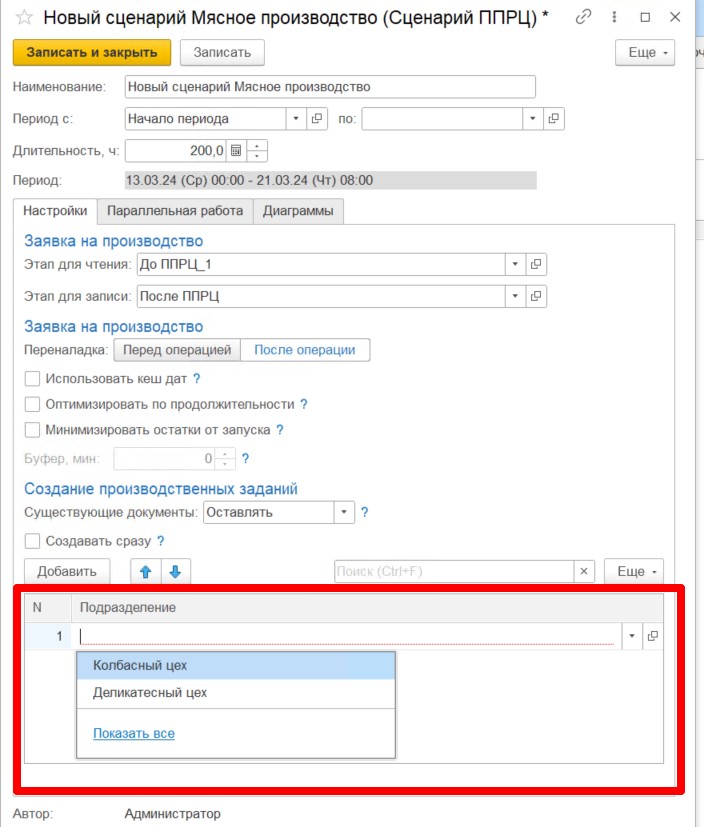 Новый сценарий Мясное производство (Сценарий ППРЦ) *
Записать и закрыть Записать Еще
Наименование: Новый сценарий Мясное производство
Период с: Начало периода по:
Длительность, ч: 200,0
Период: 13.03.24 (Ср) 00:00 - 21.03.24 (Чт) 08:00
Настройки Параллельная работа Диаграммы
Заявка на производство
Этап для чтения: До ППРЦ_1
Этап для записи: После ППРЦ
Заявка на производство
Переналадка: Перед операцией После операции
Использовать кеш дат ?
Оптимизировать по продолжительности ?
Минимизировать остатки от запуска ?
Буфер, мин: 0 ?
Создание производственных заданий
Существующие документы: Оставлять ?
Создавать сразу ?
Добавить Поиск (Ctrl+F) × Еще
N Подразделение
1
Колбасный цех
Деликатесный цех
Показать все
Автор: Администратор